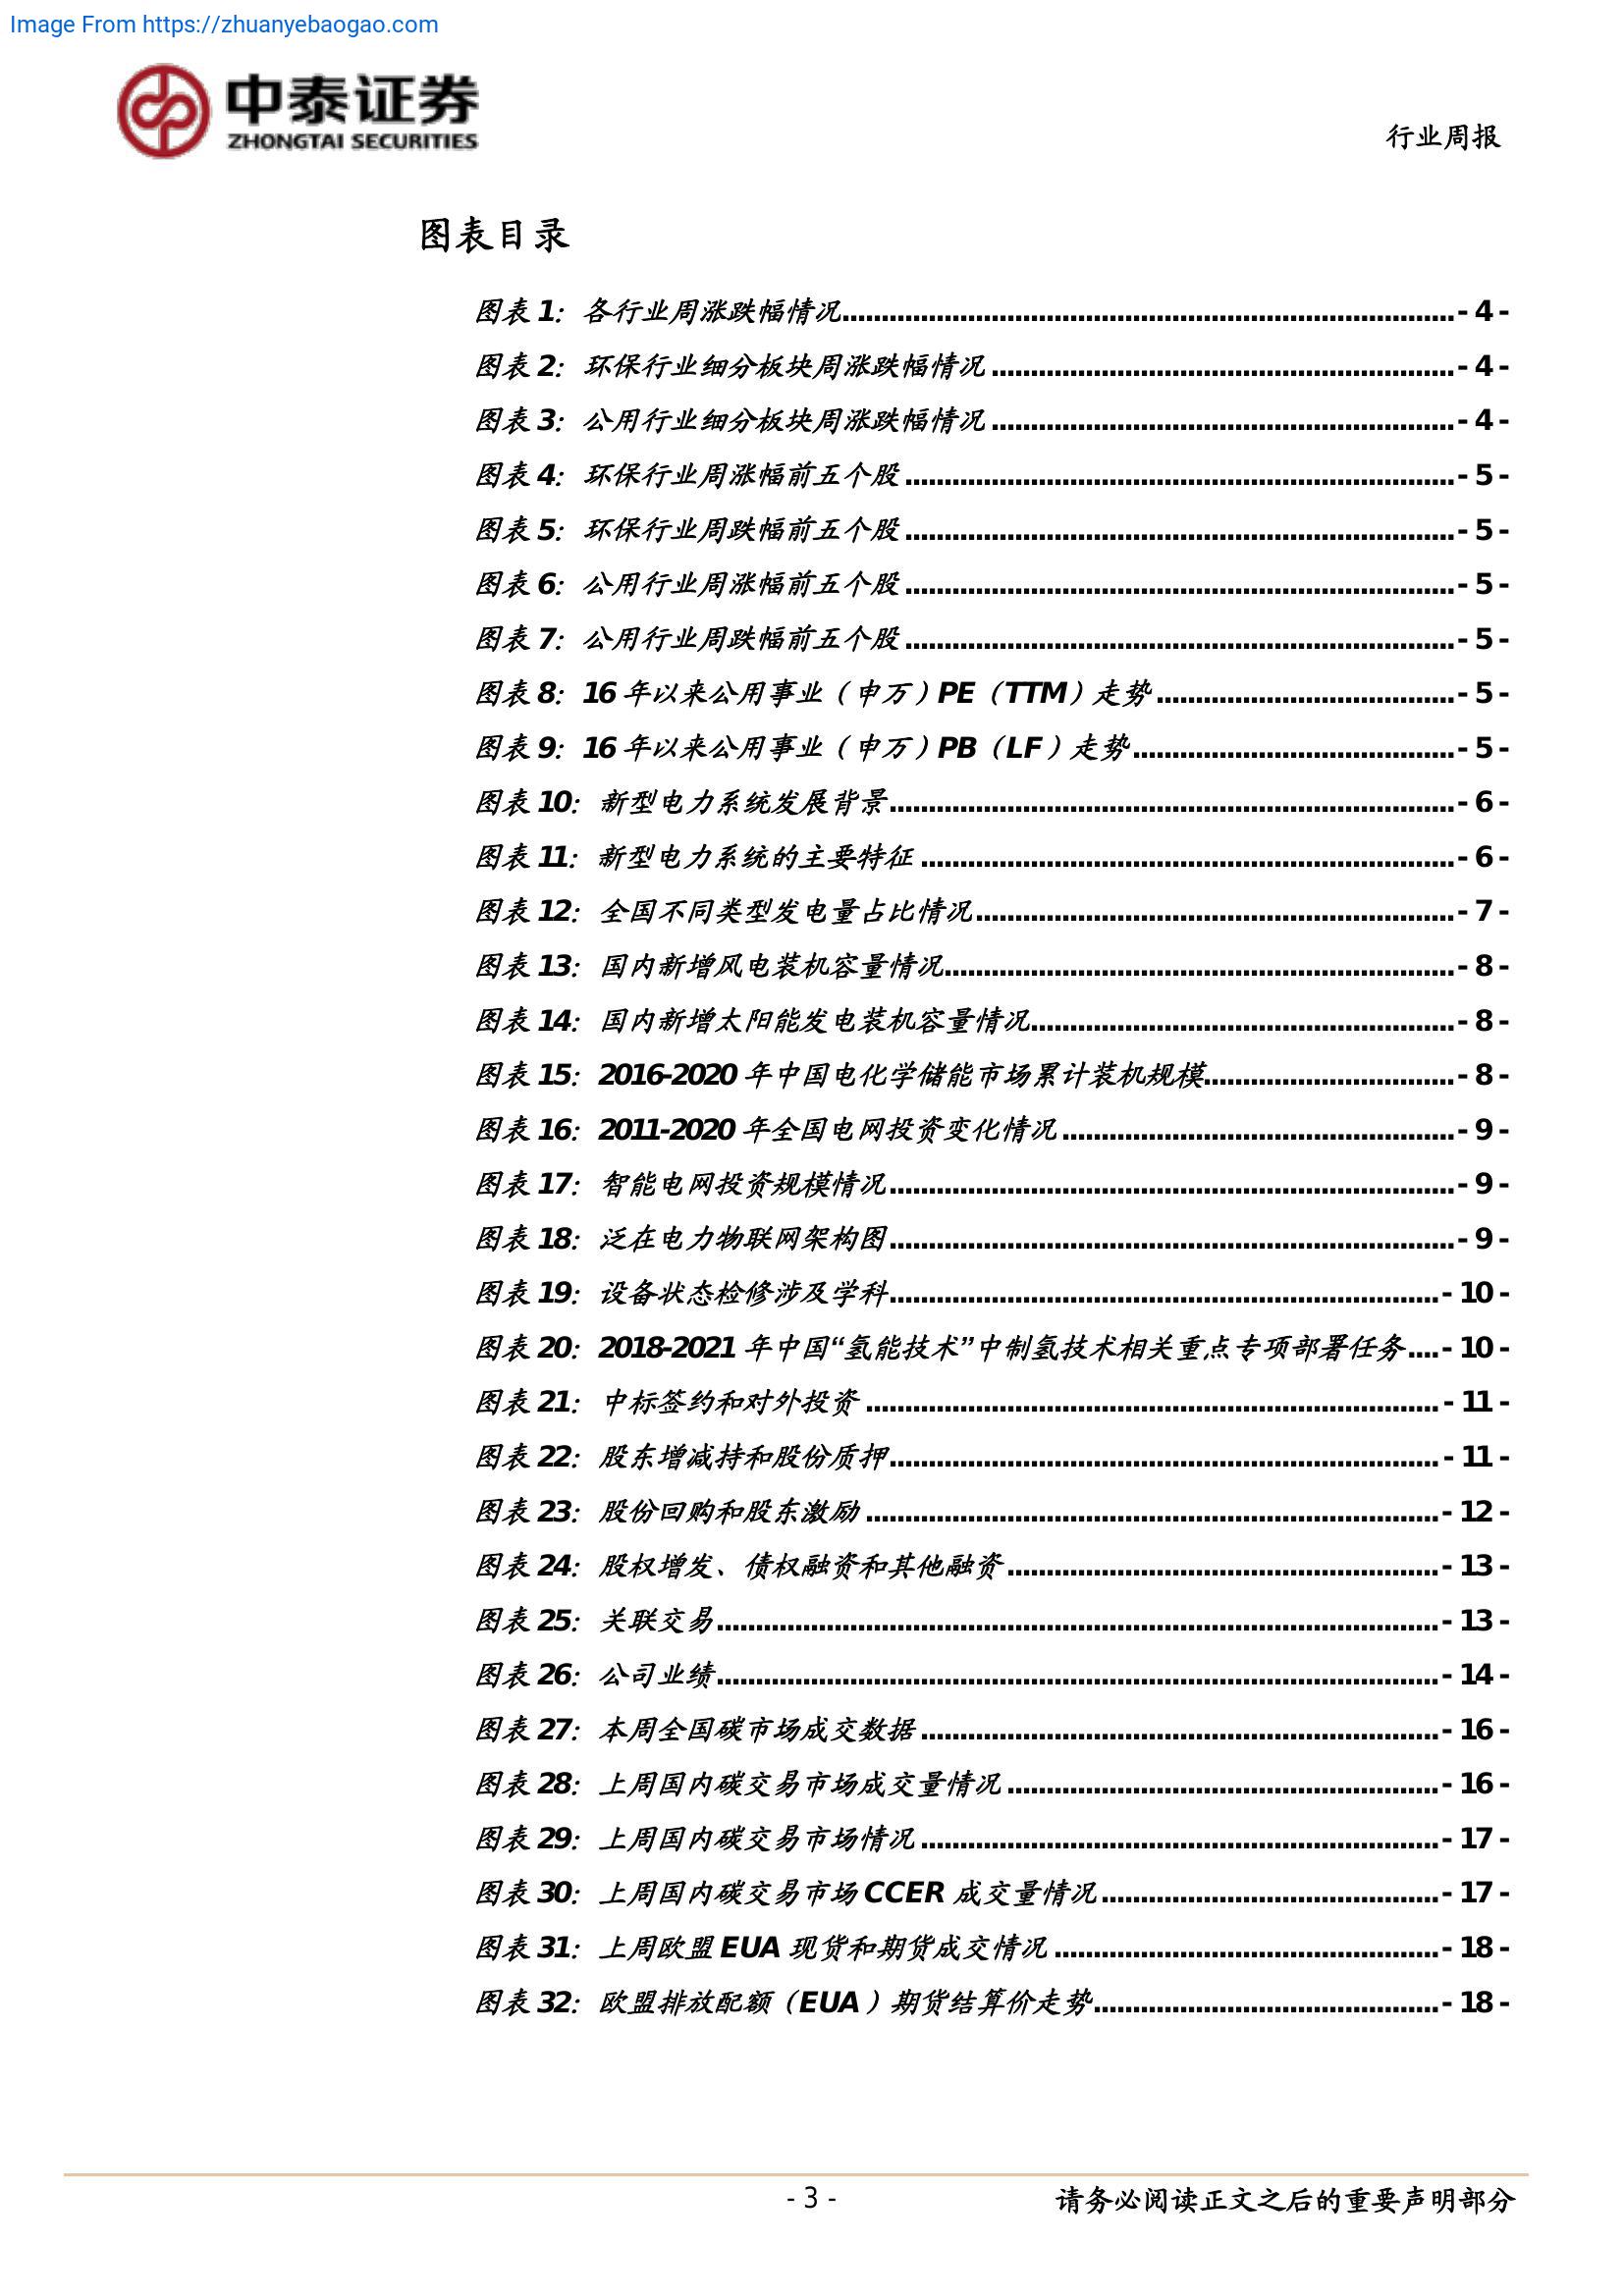 Image From https://zhuanyebaogao.com
中泰证券
ZHONGTAI SECURITIES
行业周报
图表目录
图表 1：各行业周涨跌幅情况 - 4 -
图表 2：环保行业细分板块周涨跌幅情况 - 4 -
图表 3：公用行业细分板块周涨跌幅情况 - 4 -
图表 4：环保行业周涨幅前五个股 - 5 -
图表 5：环保行业周跌幅前五个股 - 5 -
图表 6：公用行业周涨幅前五个股 - 5 -
图表 7：公用行业周跌幅前五个股 - 5 -
图表 8：16 年以来公用事业（申万）PE（TTM）走势 - 5 -
图表 9：16 年以来公用事业（申万）PB（LF）走势 - 5 -
图表 10：新型电力系统发展背景 - 6 -
图表 11：新型电力系统的主要特征 - 6 -
图表 12：全国不同类型发电量占比情况 - 7 -
图表 13：国内新增风电装机容量情况 - 8 -
图表 14：国内新增太阳能发电装机容量情况 - 8 -
图表 15：2016-2020 年中国电化学储能市场累计装机规模 - 8 -
图表 16：2011-2020 年全国电网投资变化情况 - 9 -
图表 17：智能电网投资规模情况 - 9 -
图表 18：泛在电力物联网架构图 - 9 -
图表 19：设备状态检修涉及学科 - 10 -
图表 20：2018-2021 年中国“氢能技术”中制氢技术相关重点专项部署任务 - 10 -
图表 21：中标签约和对外投资 - 11 -
图表 22：股东增减持和股份质押 - 11 -
图表 23：股份回购和股东激励 - 12 -
图表 24：股权增发、债权融资和其他融资 - 13 -
图表 25：关联交易 - 13 -
图表 26：公司业绩 - 14 -
图表 27：本周全国碳市场成交数据 - 16 -
图表 28：上周国内碳交易市场成交量情况 - 16 -
图表 29：上周国内碳交易市场情况 - 17 -
图表 30：上周国内碳交易市场 CCER 成交量情况 - 17 -
图表 31：上周欧盟 EUA 现货和期货成交情况 - 18 -
图表 32：欧盟排放配额（EUA）期货结算价走势 - 18 -
- 3 -
请务必阅读正文之后的重要声明部分